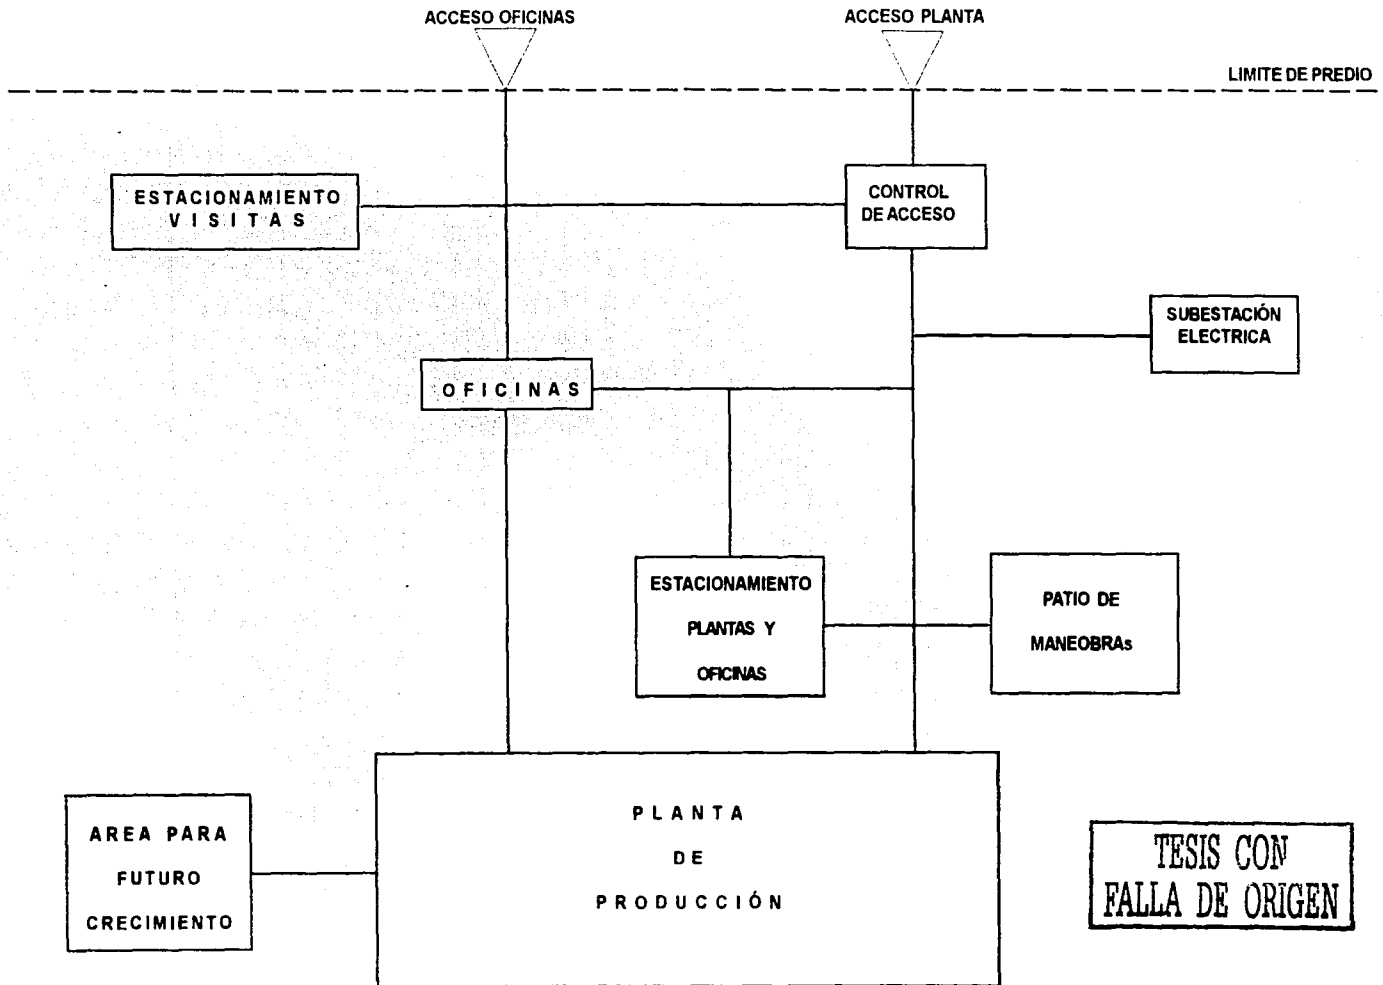 ACCESO OFICINAS
ACCESO PLANTA
LIMITE DE PREDIO
ESTACIONAMIENTO
VISITAS
CONTROL
DE ACCESO
SUBESTACIÓN
ELECTRICA
OFICINAS
ESTACIONAMIENTO
PLANTAS Y
OFICINAS
PATIO DE
MANEOBRAs
AREA PARA
FUTURO
CRECIMIENTO
PLANTA
DE
PRODUCCIÓN
TESIS CON
FALLA DE ORIGEN